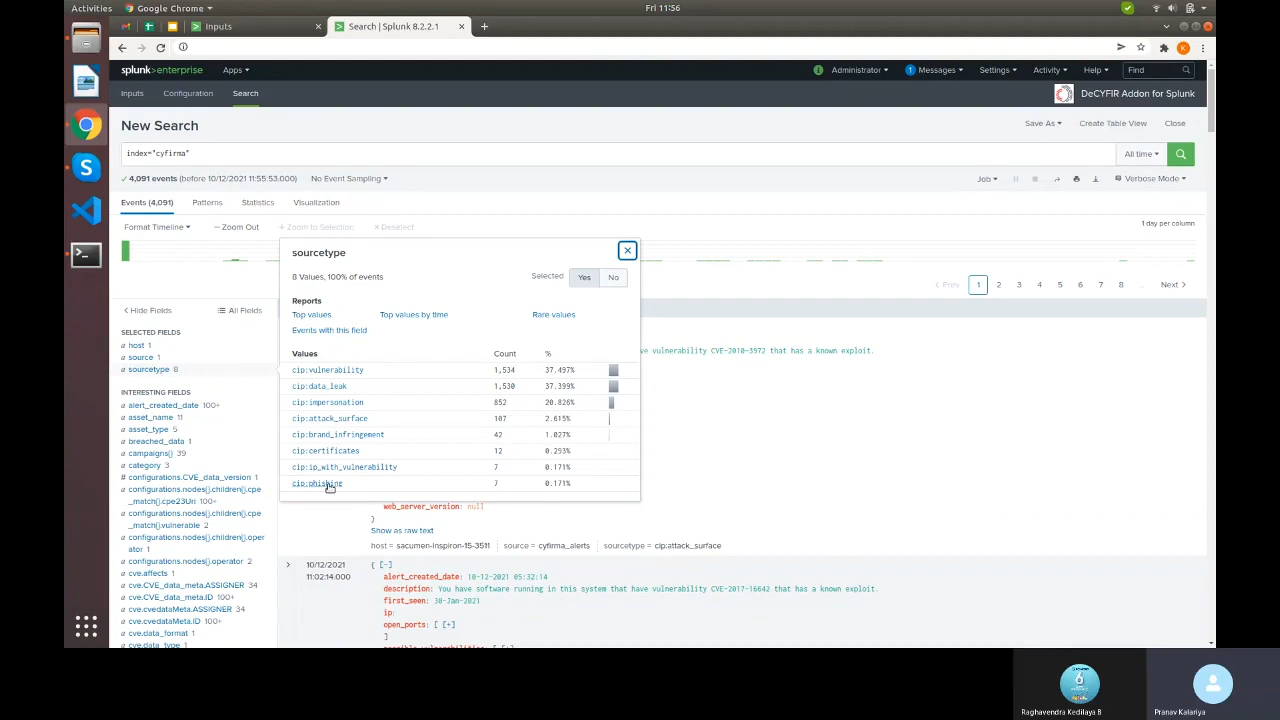 Activities Google Chrome Fri 11:56
Inputs Search | Splunk 8.2.2.1
splunk>enterprise Apps Administrator 1 Messages Settings Activity Help Find
Inputs Configuration Search DeCYFIR Addon for Splunk
New Search Save As Create Table View Close
index="cyfirma" All time
✓ 4,091 events (before 10/12/2021 11:55:53.000) No Event Sampling Job Verbose Mode
Events (4,091) Patterns Statistics Visualization
Format Timeline — Zoom Out + Zoom to Selection × Deselect 1 day per column
Prev 1 2 3 4 5 6 7 8 ... Next
Hide Fields All Fields
SELECTED FIELDS
a host 1
a source 1
a sourcetype 8
INTERESTING FIELDS
a alert_created_date 100+
a asset_name 11
a asset_type 5
a breached_data 1
a campaigns{} 39
a category 3
# configurations.CVE_data_version 1
a configurations.nodes{}.children{}.cpe
_match{}.cpe23Uri 100+
a configurations.nodes{}.children{}.cpe
_match{}.vulnerable 2
a configurations.nodes{}.children{}.oper
ator 1
a configurations.nodes{}.operator 2
a cve.affects 1
a cve.CVE_data_meta.ASSIGNER 34
a cve.CVE_data_meta.ID 100+
a cve.cvedataMeta.ASSIGNER 34
a cve.cvedataMeta.ID 100+
a cve.data_format 1
a cve.data_type 1
sourcetype
8 Values, 100% of events Selected Yes No
Reports
Top values Top values by time Rare values
Events with this field
Values Count %
cip:vulnerability 1,534 37.497%
cip:data_leak 1,530 37.399%
cip:impersonation 852 20.826%
cip:attack_surface 107 2.615%
cip:brand_infringement 42 1.027%
cip:certificates 12 0.293%
cip:ip_with_vulnerability 7 0.171%
cip:phishing 7 0.171%
ve vulnerability CVE-2010-3972 that has a known exploit.
web_server_version: null
}
Show as raw text
host = sacumen-Inspiron-15-3511 source = cyfirma_alerts sourcetype = cip:attack_surface
10/12/2021 { [-]
11:02:14.000 alert_created_date: 10-12-2021 05:32:14
description: You have software running in this system that have vulnerability CVE-2017-16642 that has a known exploit.
first_seen: 30-Jan-2021
ip:
open_ports: [ [+]
]
Raghavendra Kedilaya B Pranav Kalariya